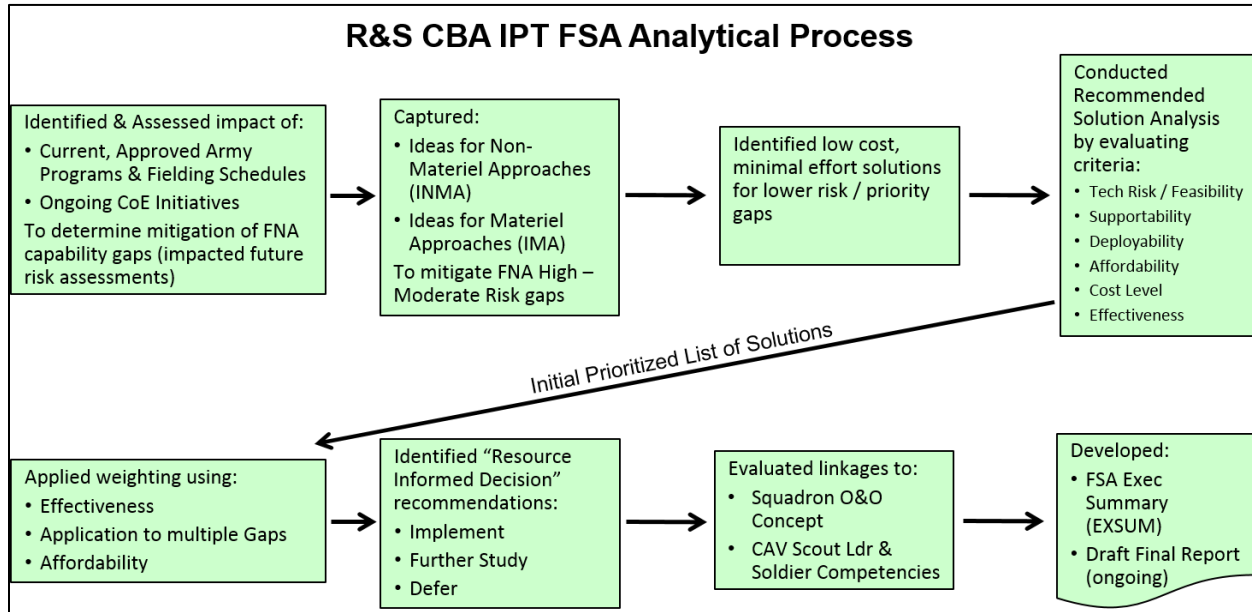 R&S CBA IPT FSA Analytical Process
Identified & Assessed impact of:
• Current, Approved Army
Programs & Fielding Schedules
• Ongoing CoE Initiatives
To determine mitigation of FNA
capability gaps (impacted future
risk assessments)
Captured:
• Ideas for Non-
Materiel Approaches
(INMA)
• Ideas for Materiel
Approaches (IMA)
To mitigate FNA High –
Moderate Risk gaps
Identified low cost,
minimal effort solutions
for lower risk / priority
gaps
Conducted
Recommended
Solution Analysis
by evaluating
criteria:
• Tech Risk / Feasibility
• Supportability
• Deployability
• Affordability
• Cost Level
• Effectiveness
Initial Prioritized List of Solutions
Applied weighting using:
• Effectiveness
• Application to multiple Gaps
• Affordability
Identified “Resource
Informed Decision”
recommendations:
• Implement
• Further Study
• Defer
Evaluated linkages to:
• Squadron O&O
Concept
• CAV Scout Ldr &
Soldier Competencies
Developed:
• FSA Exec
Summary
(EXSUM)
• Draft Final Report
(ongoing)